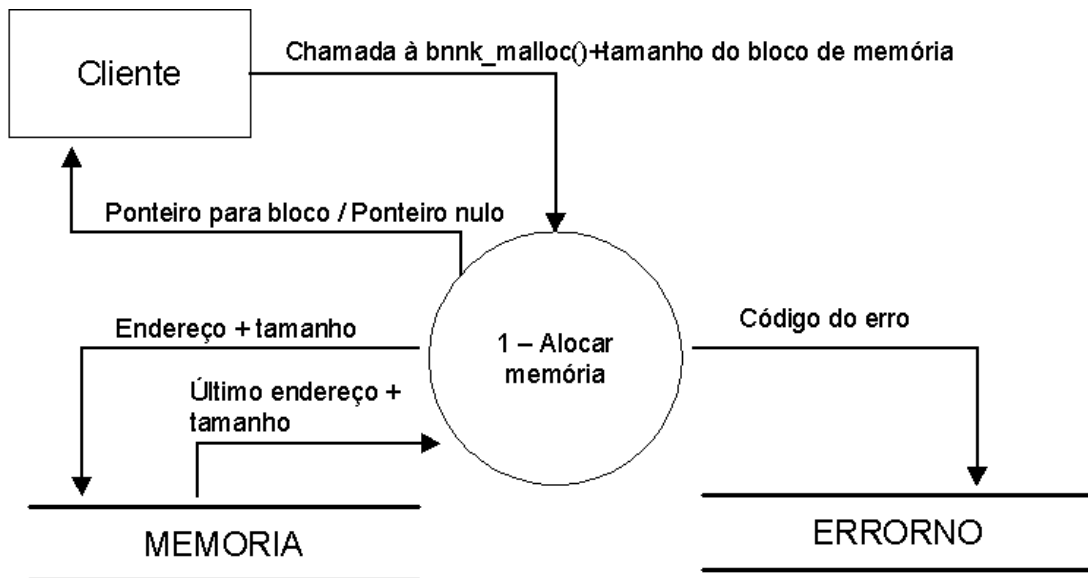 Chamada à bnnk_malloc()+tamanho do bloco de memória
Cliente
Ponteiro para bloco / Ponteiro nulo
Endereço + tamanho
Código do erro
1 – Alocar
memória
Último endereço +
tamanho
MEMORIA
ERRORNO